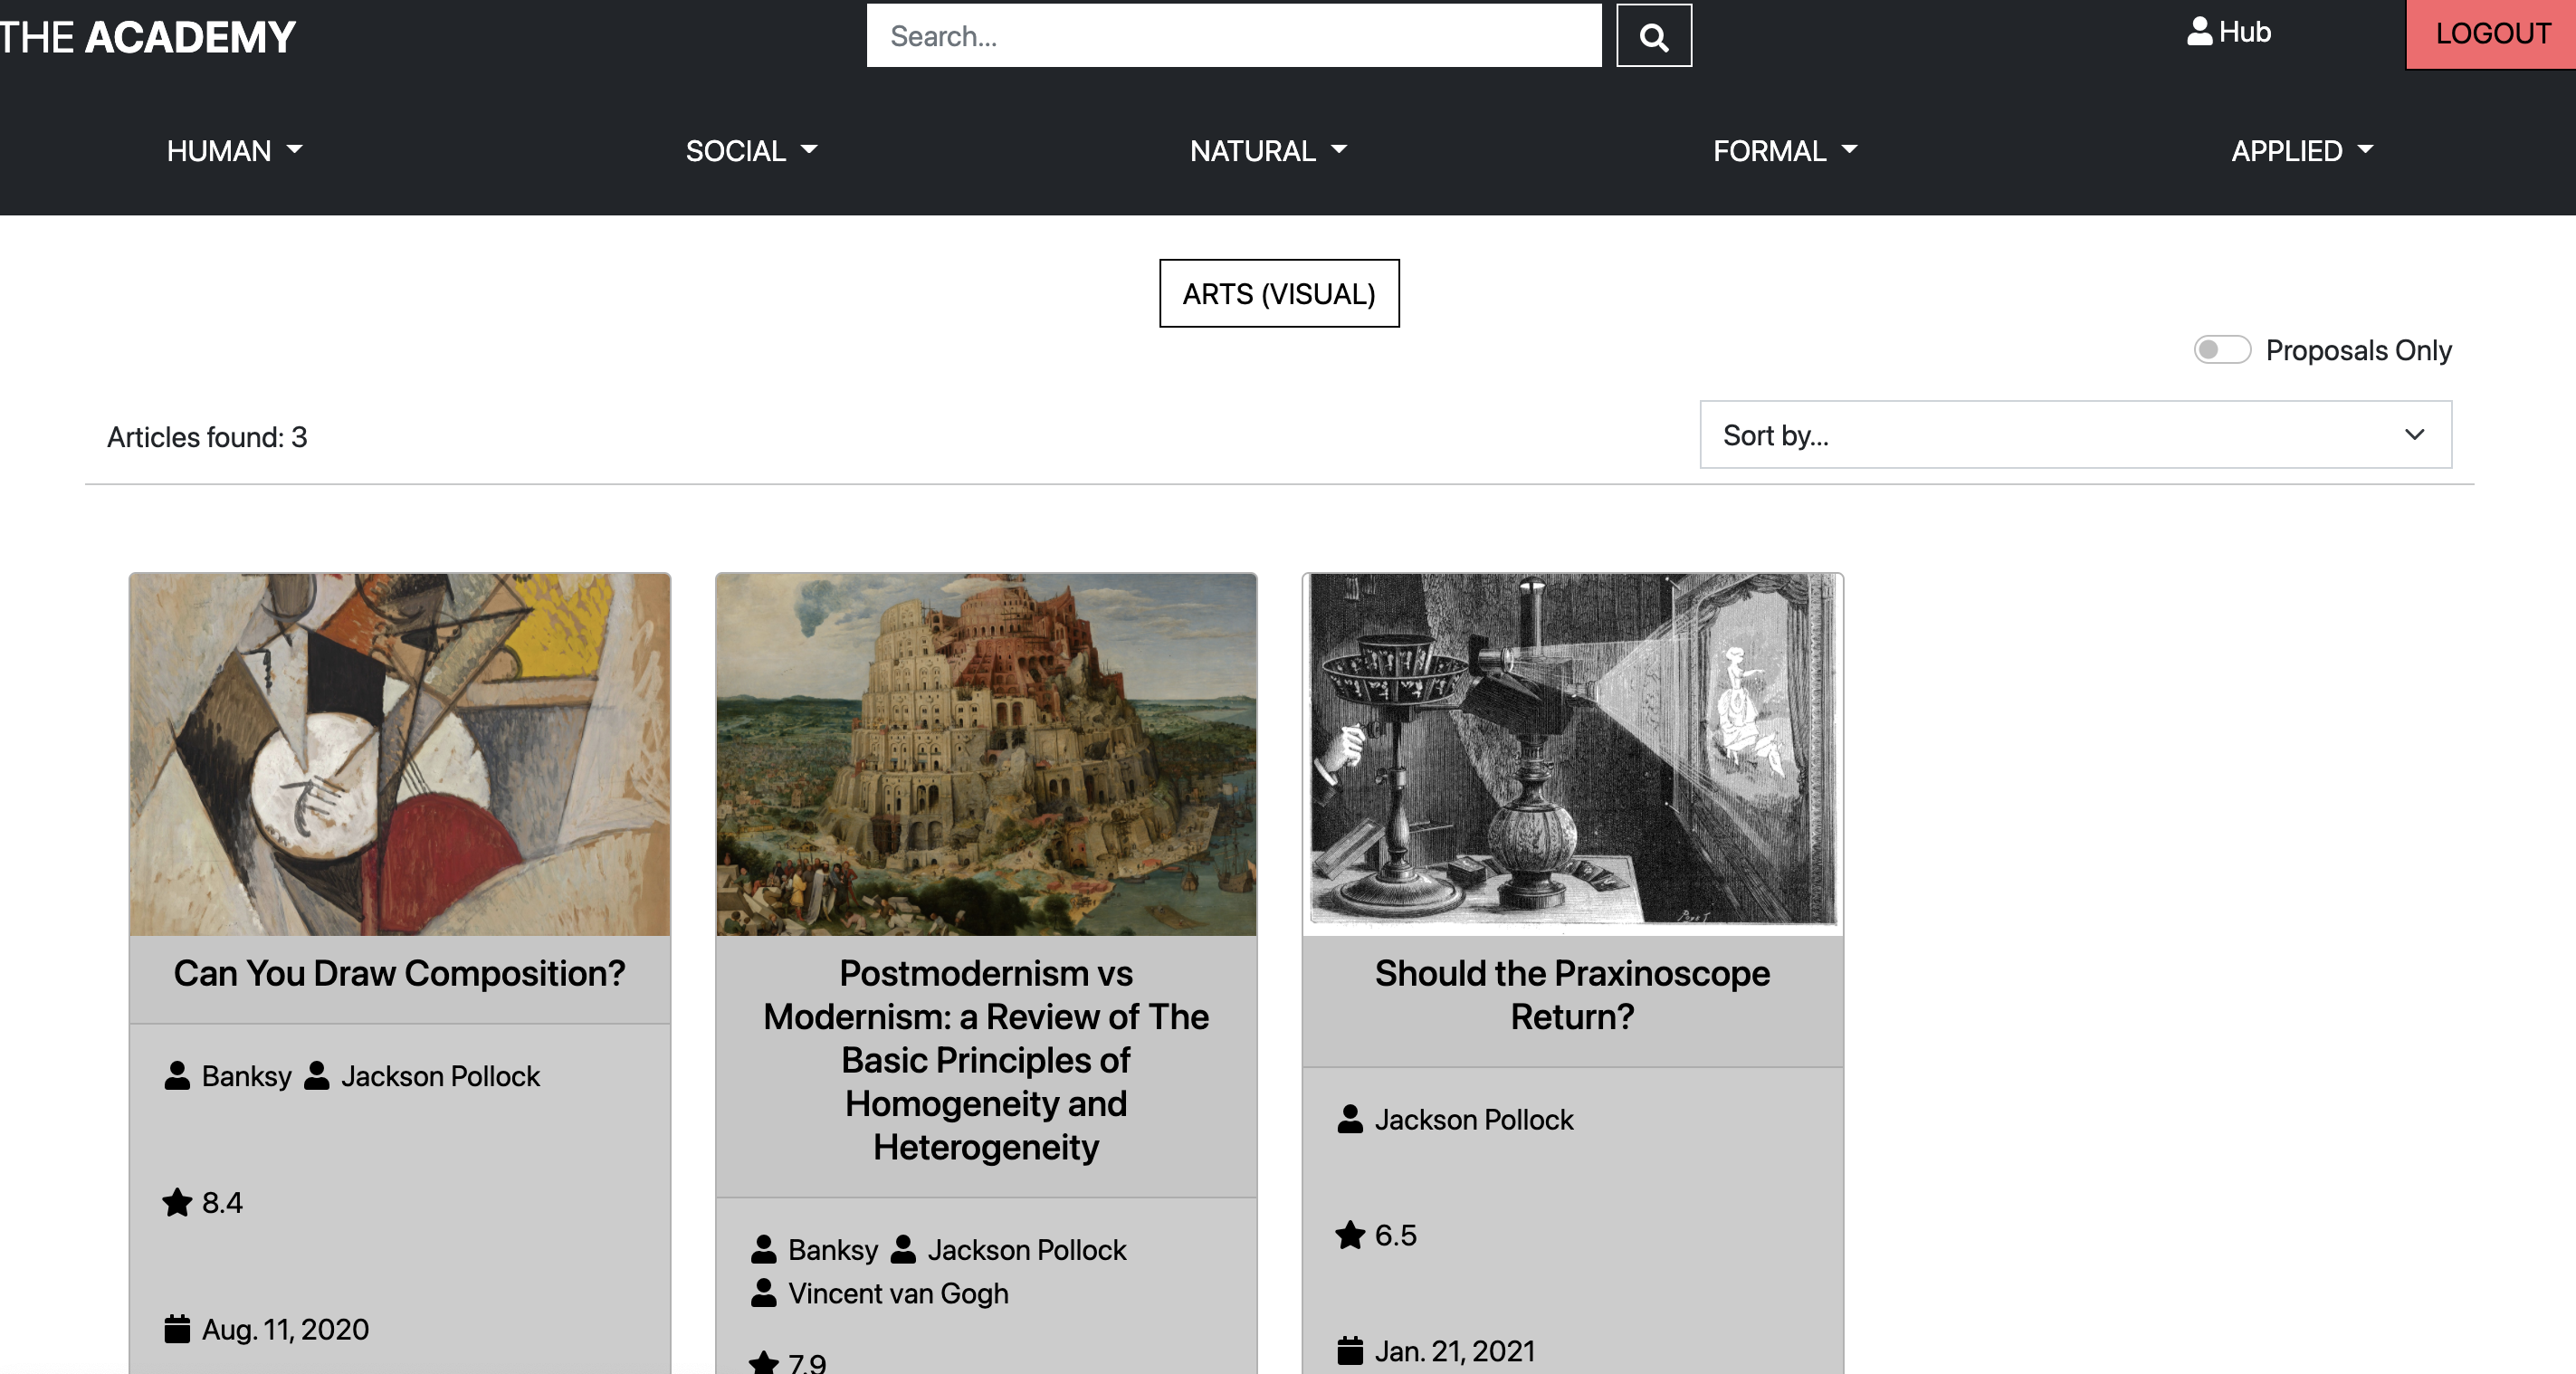 THE ACADEMY
Search...
Hub
LOGOUT
HUMAN
SOCIAL
NATURAL
FORMAL
APPLIED
ARTS (VISUAL)
Proposals Only
Articles found: 3
Sort by...
Can You Draw Composition?
Banksy Jackson Pollock
8.4
Aug. 11, 2020
Postmodernism vs
Modernism: a Review of The
Basic Principles of
Homogeneity and
Heterogeneity
Banksy Jackson Pollock
Vincent van Gogh
7.9
Should the Praxinoscope
Return?
Jackson Pollock
6.5
Jan. 21, 2021